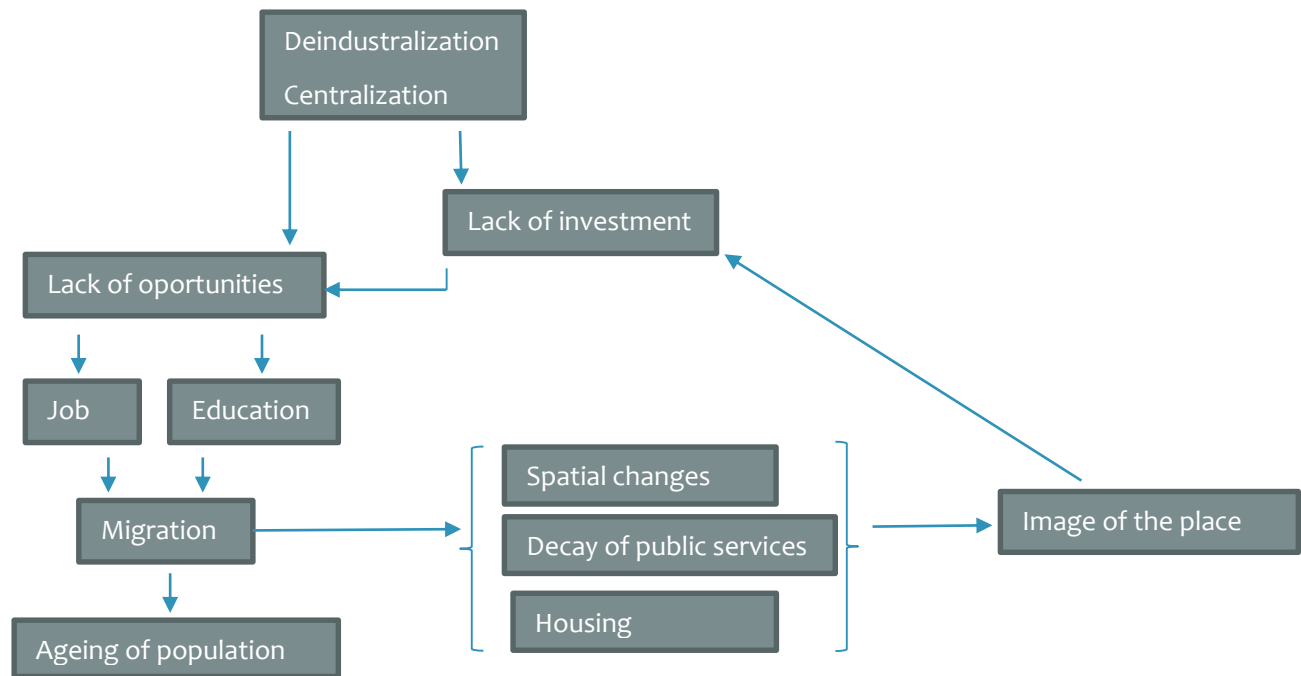 Deindustralization
Centralization
Lack of investment
Lack of oportunities
Job
Education
Migration
Ageing of population
Spatial changes
Decay of public services
Housing
Image of the place